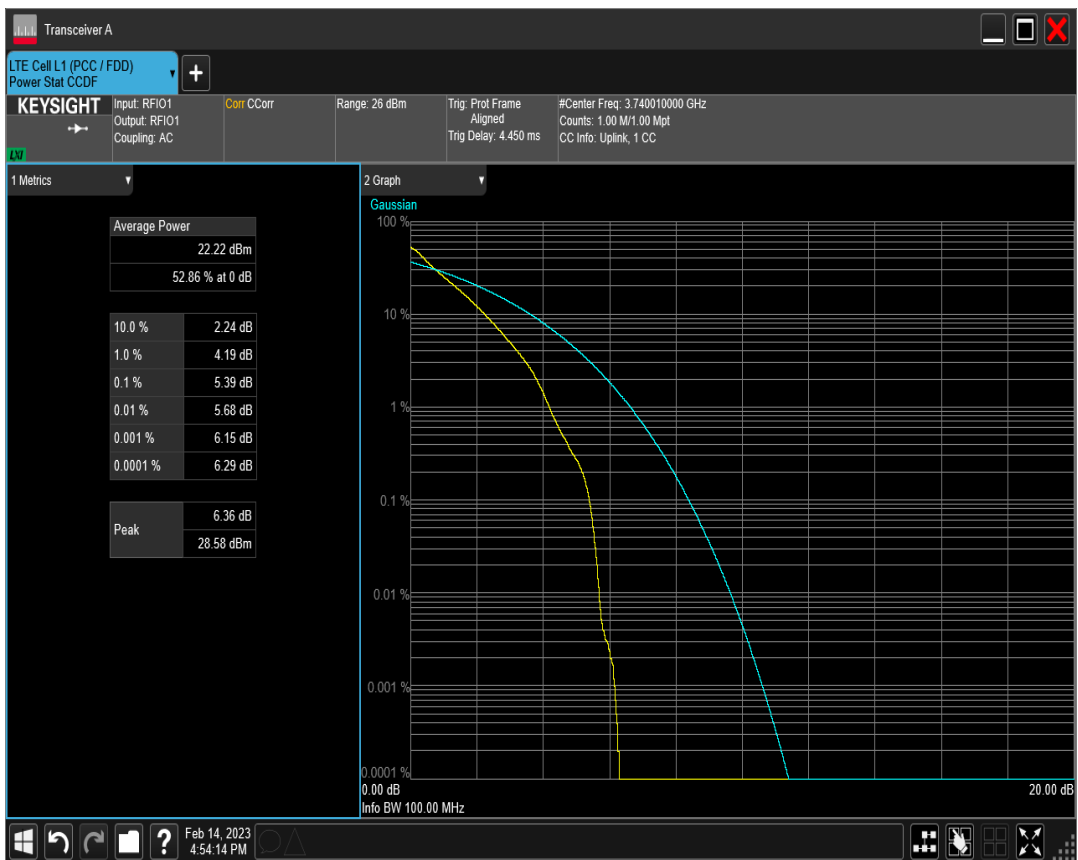 Transceiver A
LTE Cell L1 (PCC / FDD)
Power Stat CCDF
+
KEYSIGHT
LXI
Input: RFIO1
Output: RFIO1
Coupling: AC
Corr CCorr
Range: 26 dBm
Trig: Prot Frame
Aligned
Trig Delay: 4.450 ms
#Center Freq: 3.740010000 GHz
Counts: 1.00 M/1.00 Mpt
CC Info: Uplink, 1 CC
1 Metrics
Average Power
22.22 dBm
52.86 % at 0 dB
10.0 % 2.24 dB
1.0 % 4.19 dB
0.1 % 5.39 dB
0.01 % 5.68 dB
0.001 % 6.15 dB
0.0001 % 6.29 dB
Peak
6.36 dB
28.58 dBm
2 Graph
Gaussian
100 %
10 %
1 %
0.1 %
0.01 %
0.001 %
0.0001 %
0.00 dB 20.00 dB
Info BW 100.00 MHz
?
Feb 14, 2023
4:54:14 PM